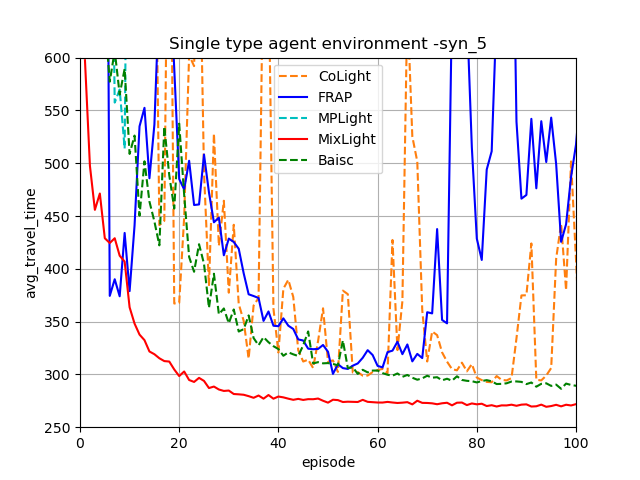 Single type agent environment -syn_5
avg_travel_time
600
550
500
450
400
350
300
250
CoLight
FRAP
MPLight
MixLight
Baisc
0 20 40 60 80 100
episode